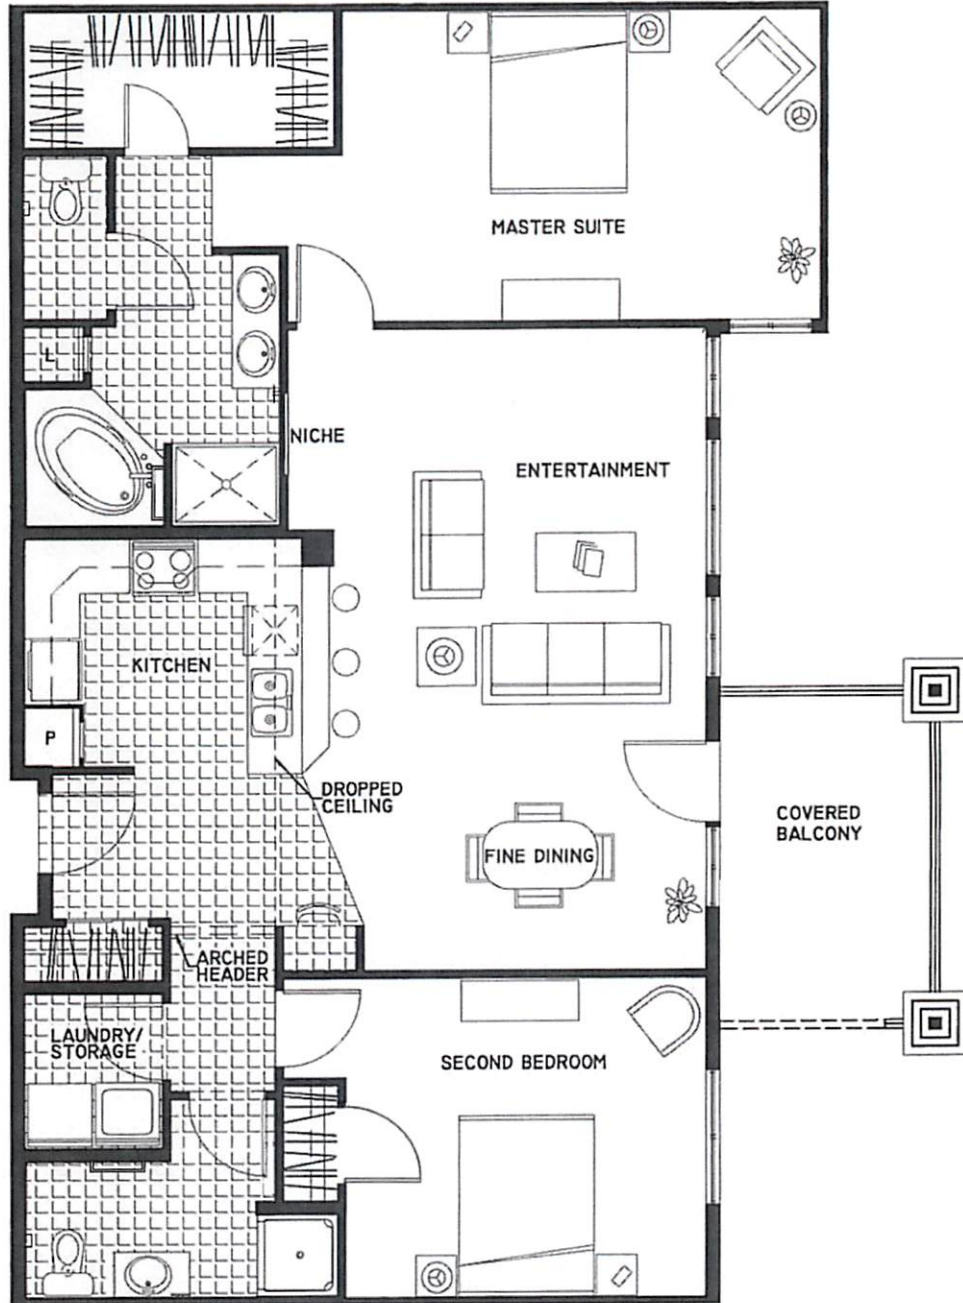 MASTER SUITE
L
NICHE
ENTERTAINMENT
KITCHEN
P
DROPPED
CEILING
COVERED
BALCONY
FINE DINING
ARCHED
HEADER
LAUNDRY/
STORAGE
SECOND BEDROOM